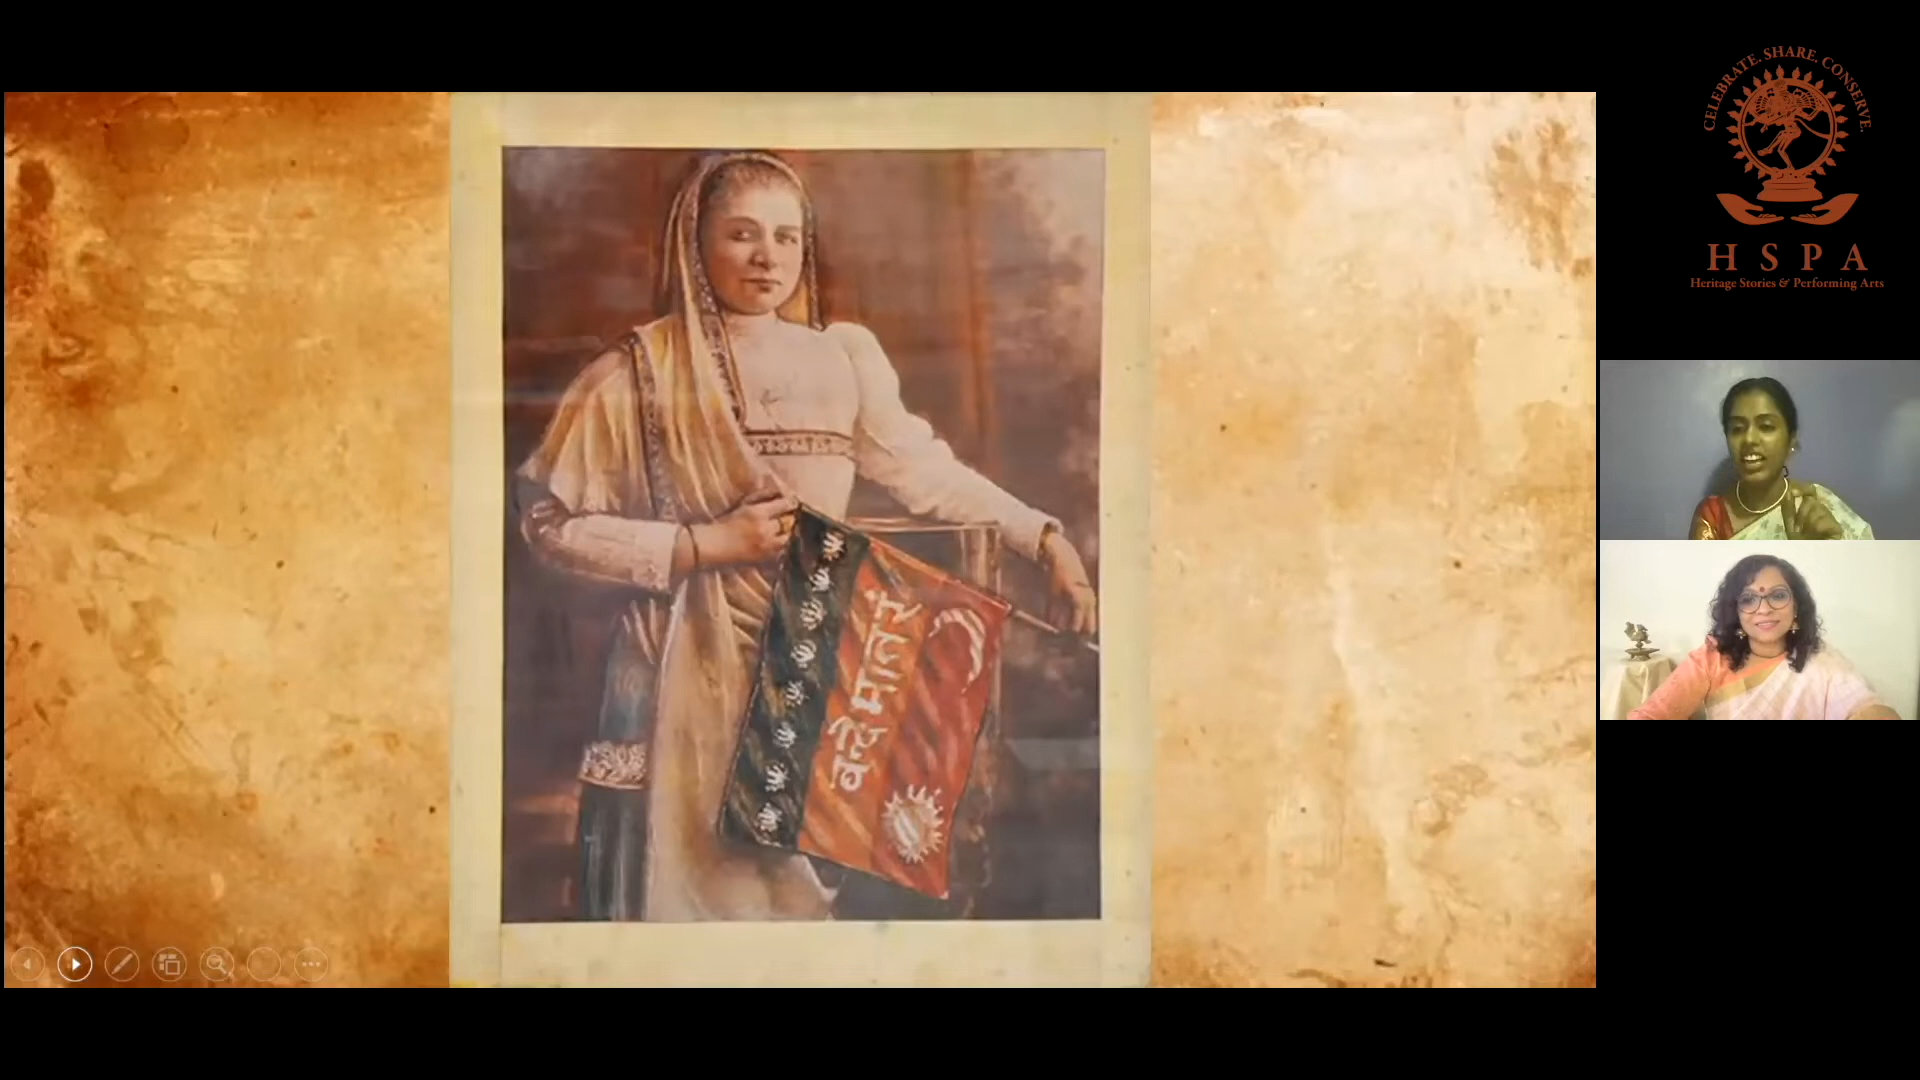 CELEBRATE. SHARE. CONSERVE.
HSPA
Heritage Stories & Performing Arts
वन्दे मातरं